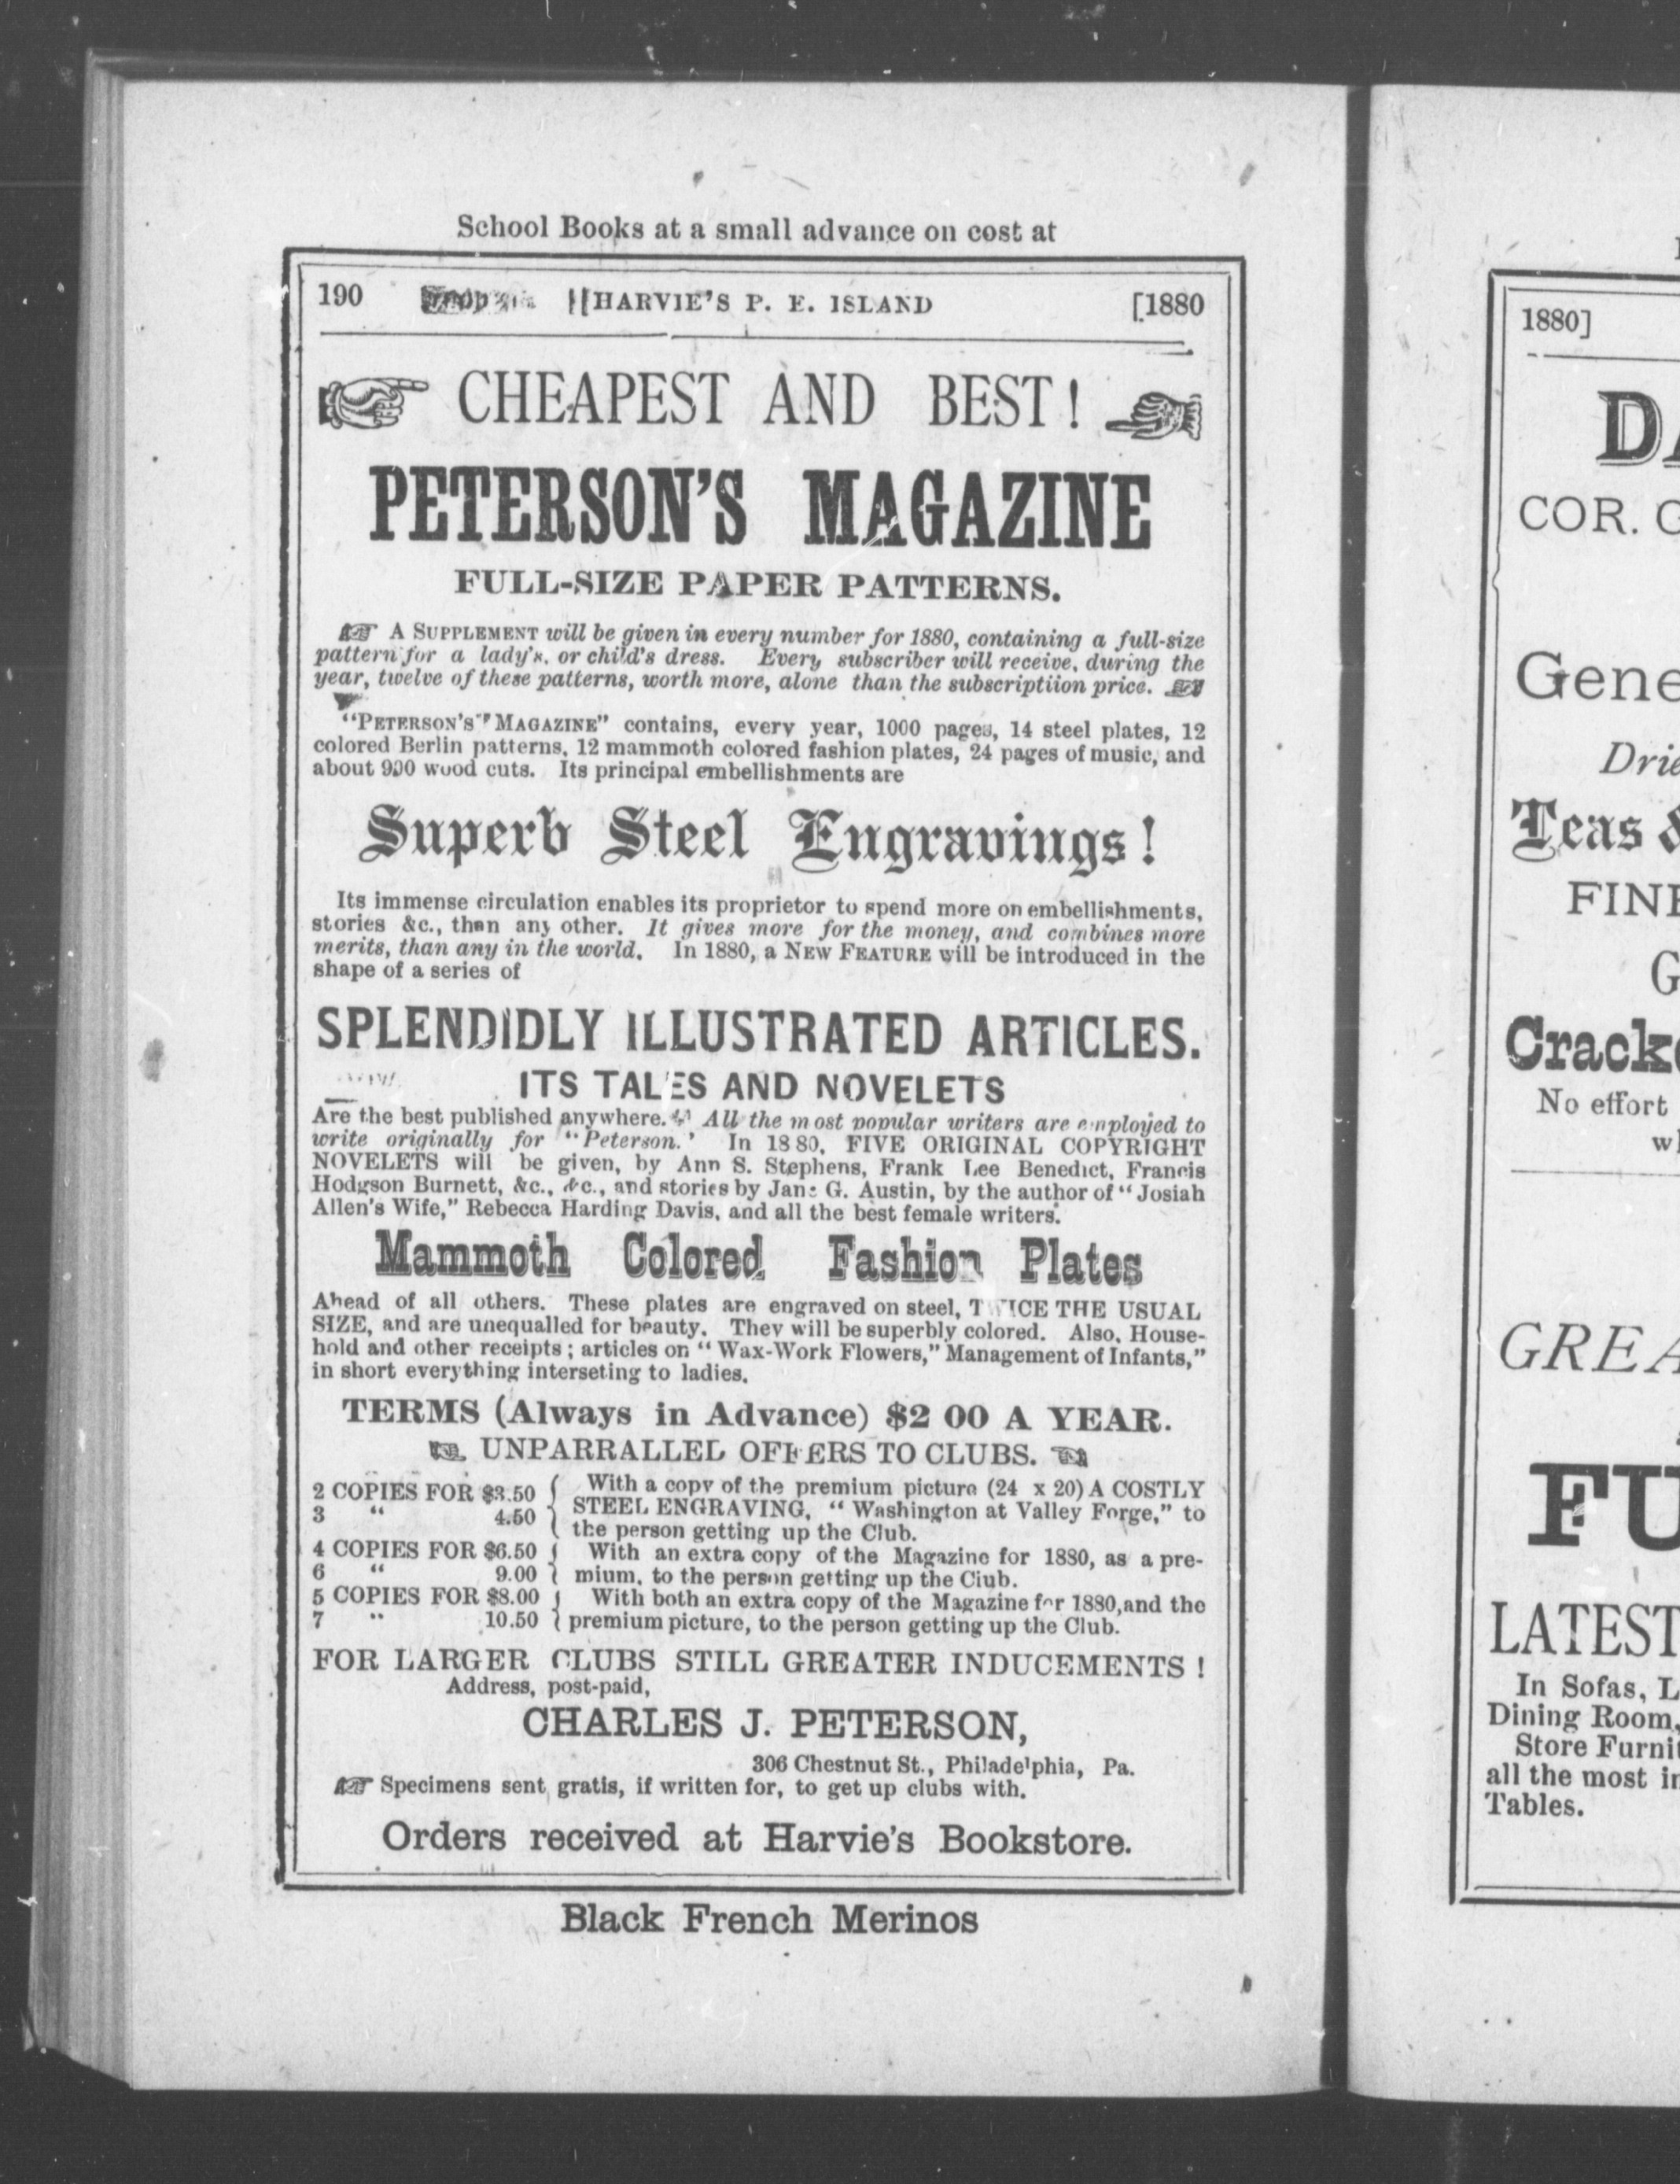 School Books at a small advance on cost at
190 HARVIE'S P. E. ISLAND [1880
CHEAPEST AND BEST!
PETERSON'S MAGAZINE
FULL-SIZE PAPER PATTERNS.
A SUPPLEMENT will be given in every number for 1880, containing a full-size
pattern for a lady's, or child's dress. Every subscriber will receive, during the
year, twelve of these patterns, worth more, alone than the subscriptiion price.
"PETERSON'S MAGAZINE" contains, every year, 1000 pages, 14 steel plates, 12
colored Berlin patterns, 12 mammoth colored fashion plates, 24 pages of music, and
about 900 wood cuts. Its principal embellishments are
Superb Steel Engravings!
Its immense circulation enables its proprietor to spend more on embellishments,
stories &c., than any other. It gives more for the money, and combines more
merits, than any in the world. In 1880, a NEW FEATURE will be introduced in the
shape of a series of
SPLENDIDLY ILLUSTRATED ARTICLES.
ITS TALES AND NOVELETS
Are the best published anywhere. All the most popular writers are employed to
write originally for "Peterson.' In 1880, FIVE ORIGINAL COPYRIGHT
NOVELETS will be given, by Ann S. Stephens, Frank Lee Benedict, Francis
Hodgson Burnett, &c., &c., and stories by Jane G. Austin, by the author of "Josiah
Allen's Wife," Rebecca Harding Davis, and all the best female writers.
Mammoth Colored Fashion Plates
Ahead of all others. These plates are engraved on steel, TWICE THE USUAL
SIZE, and are unequalled for beauty. They will be superbly colored. Also, House-
hold and other receipts; articles on "Wax-Work Flowers," Management of Infants,"
in short everything interseting to ladies.
TERMS (Always in Advance) $2 00 A YEAR.
UNPARRALLEL OFFERS TO CLUBS.
2 COPIES FOR $3.50 With a copy of the premium picture (24 x 20) A COSTLY
3 " 4.50 STEEL ENGRAVING, "Washington at Valley Forge," to
the person getting up the Club.
4 COPIES FOR $6.50 With an extra copy of the Magazine for 1880, as a pre-
6 " 9.00 mium, to the person getting up the Club.
5 COPIES FOR $8.00 With both an extra copy of the Magazine for 1880, and the
7 " 10.50 premium picture, to the person getting up the Club.
FOR LARGER CLUBS STILL GREATER INDUCEMENTS!
Address, post-paid,
CHARLES J. PETERSON,
306 Chestnut St., Philadelphia, Pa.
Specimens sent gratis, if written for, to get up clubs with.
Orders received at Harvie's Bookstore.
Black French Merinos
1880]
COR.
Gene
Teas &
Crack
No effort
GREA
FU
LATEST
In Sofas, L
Dining Room,
Store Furni
all the most in
Tables.